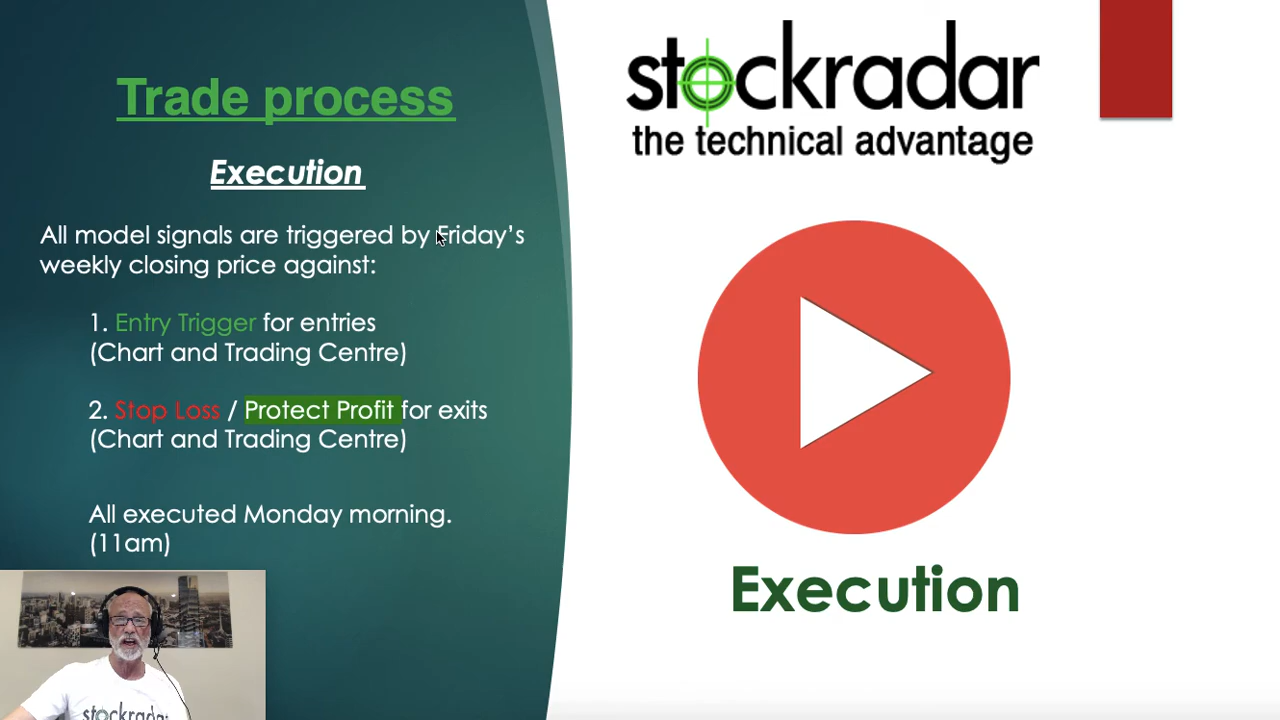 Trade process
Execution
All model signals are triggered by Friday’s
weekly closing price against:
1. Entry Trigger for entries
(Chart and Trading Centre)
2. Stop Loss / Protect Profit for exits
(Chart and Trading Centre)
All executed Monday morning.
(11am)
stockradar
the technical advantage
Execution
stockradar